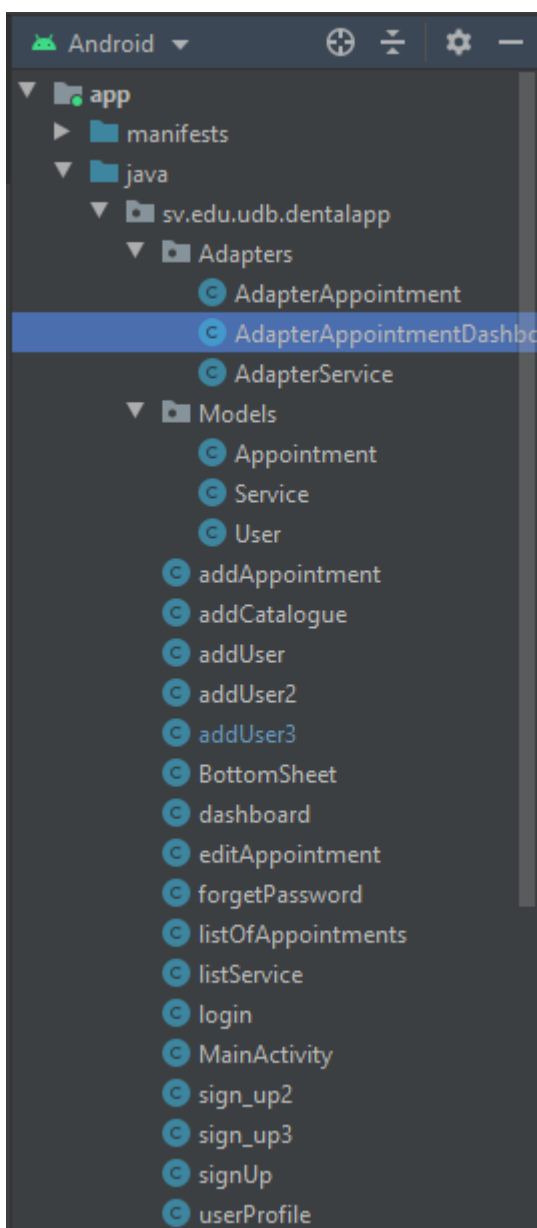 Android
app
manifests
java
sv.edu.udb.dentalapp
Adapters
AdapterAppointment
AdapterAppointmentDashbo
AdapterService
Models
Appointment
Service
User
addAppointment
addCatalogue
addUser
addUser2
addUser3
BottomSheet
dashboard
editAppointment
forgetPassword
listOfAppointments
listService
login
MainActivity
sign_up2
sign_up3
signUp
userProfile